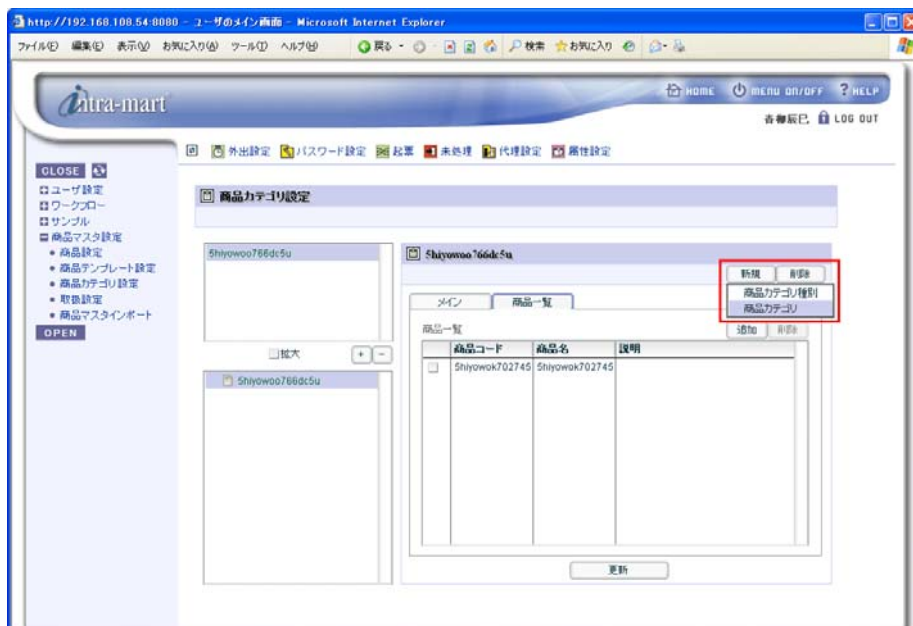 http://192.168.108.54:8080 - ユーザのメイン画面 - Microsoft Internet Explorer
ファイル(F) 編集(E) 表示(V) お気に入り(A) ツール(T) ヘルプ(H) 戻る 検索 お気に入り
intra-mart
HOME MENU ON/OFF ? HELP
青柳辰巳 LOG OUT
外出設定 パスワード設定 起票 未処理 代理設定 属性設定
CLOSE
ユーザ設定
ワークフロー
サンプル
商品マスタ設定
商品設定
商品テンプレート設定
商品カテゴリ設定
取扱設定
商品マスタインポート
OPEN
商品カテゴリ設定
5hiyowoo766dc5u
拡大 + -
5hiyowoo766dc5u
5hiyowoo766dc5u
新規 削除
商品カテゴリ種別
商品カテゴリ
メイン 商品一覧
商品一覧 追加 削除
商品コード 商品名 説明
5hiyowok702745 5hiyowok702745
更新